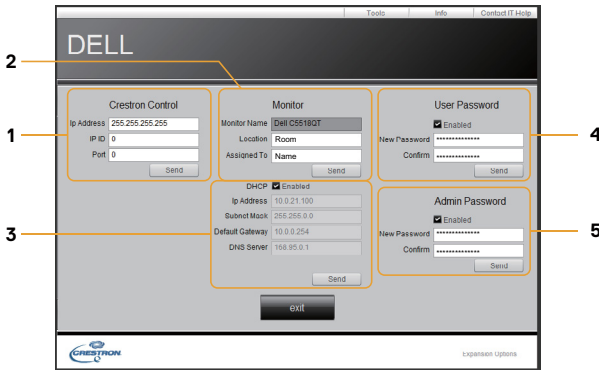 Tools Info Contact IT Help
DELL
2
Crestron Control
Ip Address 255.255.255.255
IP ID 0
Port 0
Send
1
Monitor
Monitor Name Dell C5518QT
Location Room
Assigned To Name
Send
User Password
Enabled
New Password **************
Confirm **************
Send
4
DHCP Enabled
Ip Address 10.0.21.100
Subnet Mask 255.255.0.0
Default Gateway 10.0.0.254
DNS Server 168.95.0.1
Send
3
Admin Password
Enabled
New Password **************
Confirm **************
Send
5
exit
CRESTRON
Expansion Options